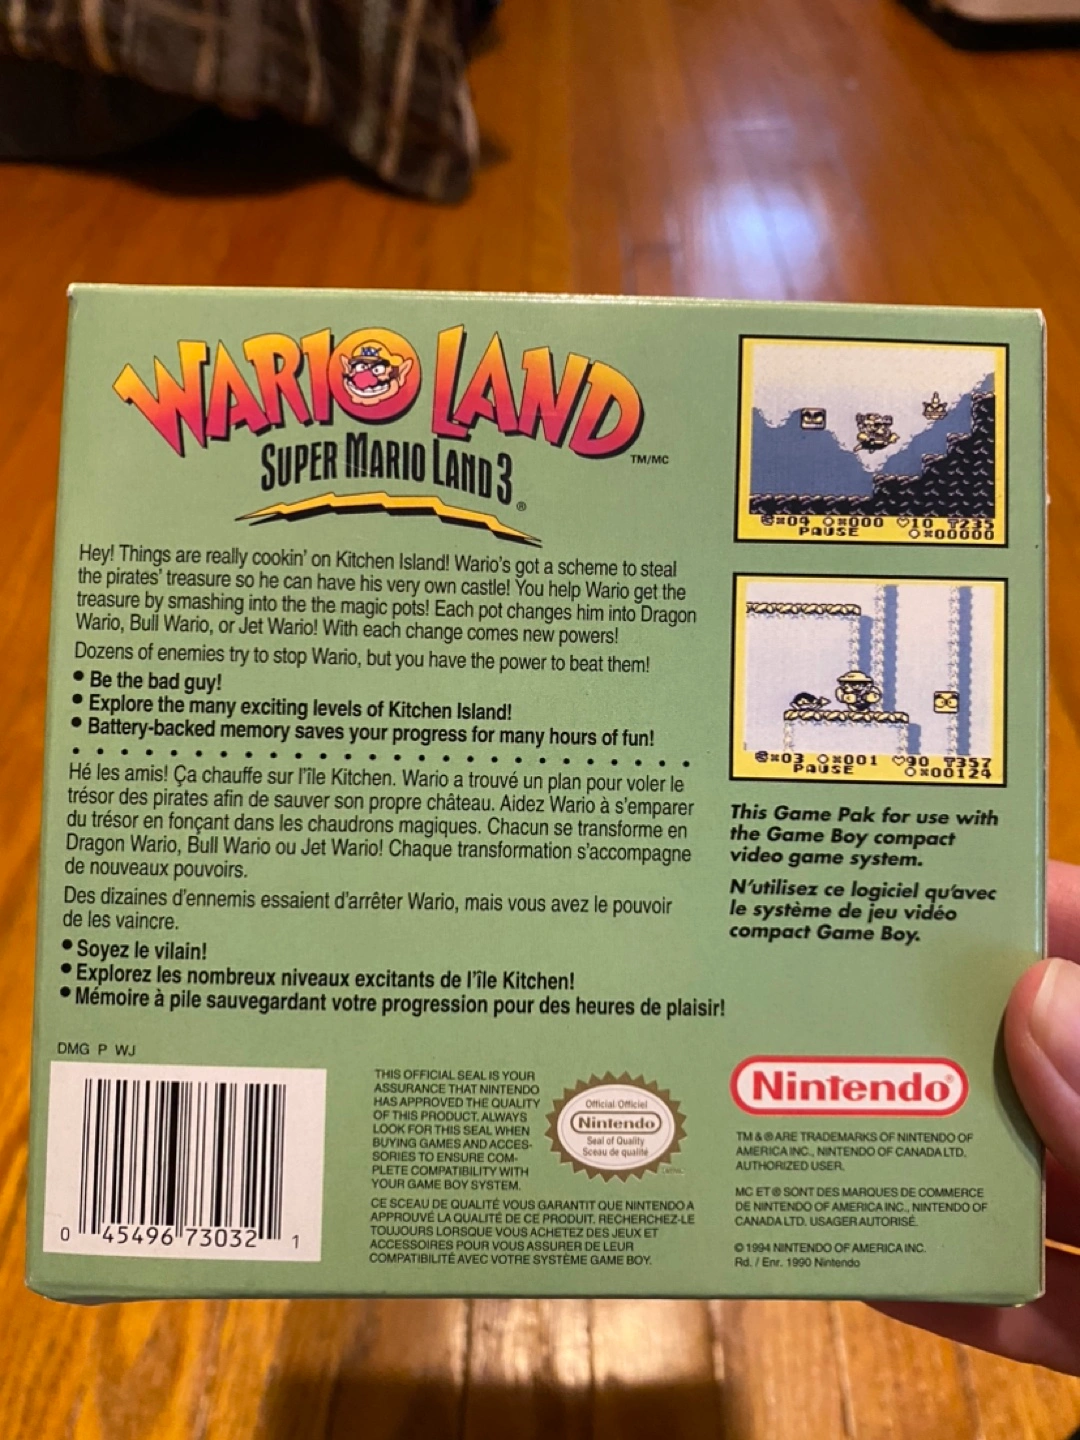 WARIO LAND
TM/MC
SUPER MARIO LAND 3
®
Hey! Things are really cookin' on Kitchen Island! Wario's got a scheme to steal
the pirates' treasure so he can have his very own castle! You help Wario get the
treasure by smashing into the the magic pots! Each pot changes him into Dragon
Wario, Bull Wario, or Jet Wario! With each change comes new powers!
Dozens of enemies try to stop Wario, but you have the power to beat them!
• Be the bad guy!
• Explore the many exciting levels of Kitchen Island!
• Battery-backed memory saves your progress for many hours of fun!
Hé les amis! Ça chauffe sur l'île Kitchen. Wario a trouvé un plan pour voler le
trésor des pirates afin de sauver son propre château. Aidez Wario à s'emparer
du trésor en fonçant dans les chaudrons magiques. Chacun se transforme en
Dragon Wario, Bull Wario ou Jet Wario! Chaque transformation s'accompagne
de nouveaux pouvoirs.
Des dizaines d'ennemis essaient d'arrêter Wario, mais vous avez le pouvoir
de les vaincre.
• Soyez le vilain!
• Explorez les nombreux niveaux excitants de l'île Kitchen!
• Mémoire à pile sauvegardant votre progression pour des heures de plaisir!
×04 ×000 ♡10 235
PAUSE ×00000
×03 ×001 ♡90 357
PAUSE ×00124
This Game Pak for use with
the Game Boy compact
video game system.
N'utilisez ce logiciel qu'avec
le système de jeu vidéo
compact Game Boy.
DMG P WJ
0 45496 73032 1
THIS OFFICIAL SEAL IS YOUR
ASSURANCE THAT NINTENDO
HAS APPROVED THE QUALITY
OF THIS PRODUCT. ALWAYS
LOOK FOR THIS SEAL WHEN
BUYING GAMES AND ACCES-
SORIES TO ENSURE COM-
PLETE COMPATIBILITY WITH
YOUR GAME BOY SYSTEM.
CE SCEAU DE QUALITÉ VOUS GARANTIT QUE NINTENDO A
APPROUVÉ LA QUALITÉ DE CE PRODUIT. RECHERCHEZ-LE
TOUJOURS LORSQUE VOUS ACHETEZ DES JEUX ET
ACCESSOIRES POUR VOUS ASSURER DE LEUR
COMPATIBILITÉ AVEC VOTRE SYSTÈME GAME BOY.
Official/Officiel
Nintendo
Seal of Quality
Sceau de qualité
Nintendo®
TM & ® ARE TRADEMARKS OF NINTENDO OF
AMERICA INC., NINTENDO OF CANADA LTD.
AUTHORIZED USER.
MC ET ® SONT DES MARQUES DE COMMERCE
DE NINTENDO OF AMERICA INC., NINTENDO OF
CANADA LTD. USAGER AUTORISÉ.
© 1994 NINTENDO OF AMERICA INC.
Rd. / Enr. 1990 Nintendo